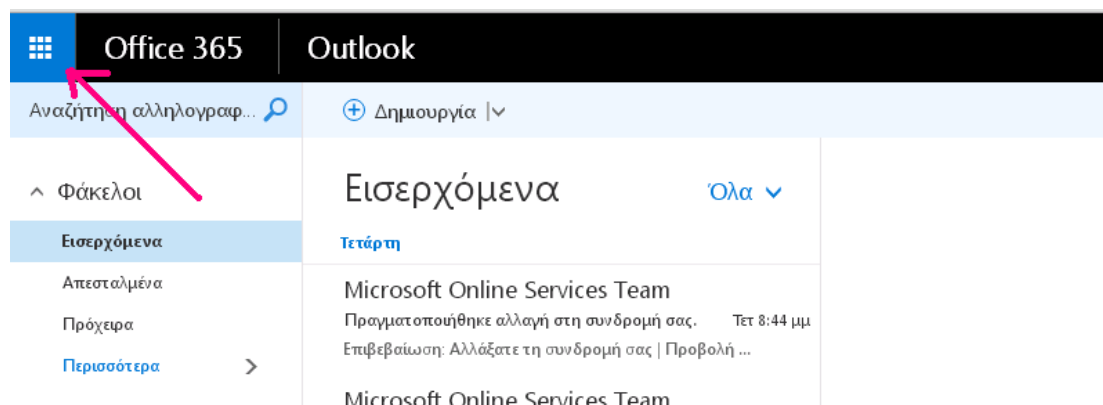 Office 365 Outlook
Αναζήτηση αλληλογραφ...
Δημιουργία
Φάκελοι
Εισερχόμενα
Απεσταλμένα
Πρόχειρα
Περισσότερα
Εισερχόμενα Όλα
Τετάρτη
Microsoft Online Services Team
Πραγματοποιήθηκε αλλαγή στη συνδρομή σας. Τετ 8:44 μμ
Επιβεβαίωση: Αλλάξατε τη συνδρομή σας | Προβολή ...
Microsoft Online Services Team